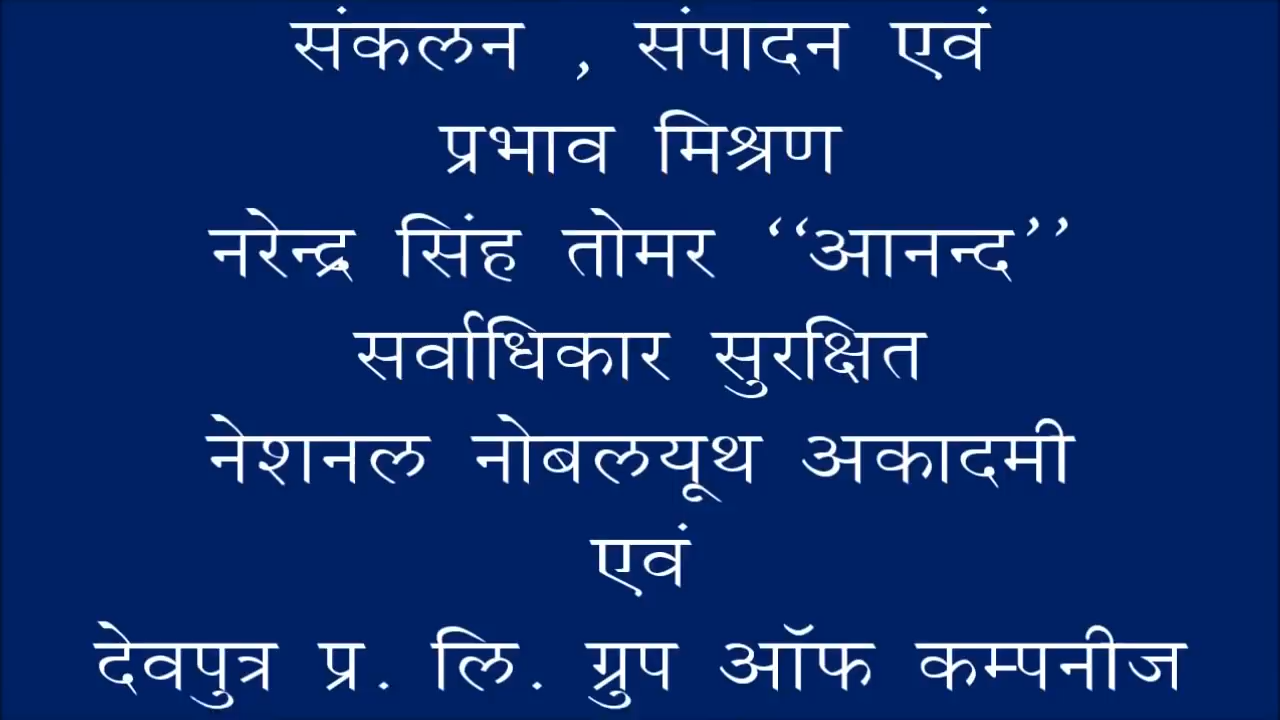 संकलन , संपादन एवं
प्रभाव मिश्रण
नरेन्द्र सिंह तोमर ‘‘आनन्द’’
सर्वाधिकार सुरक्षित
नेशनल नोबलयूथ अकादमी
एवं
देवपुत्र प्र. लि. ग्रुप ऑफ कम्पनीज